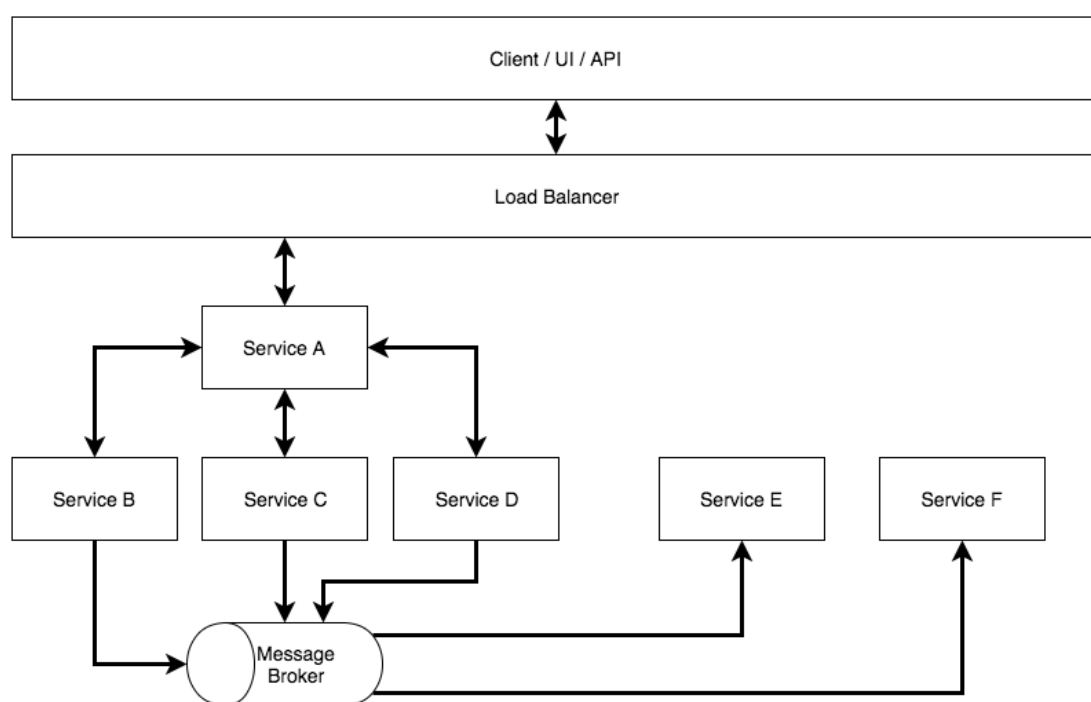 Client / UI / API
Load Balancer
Service A
Service B
Service C
Service D
Service E
Service F
Message
Broker